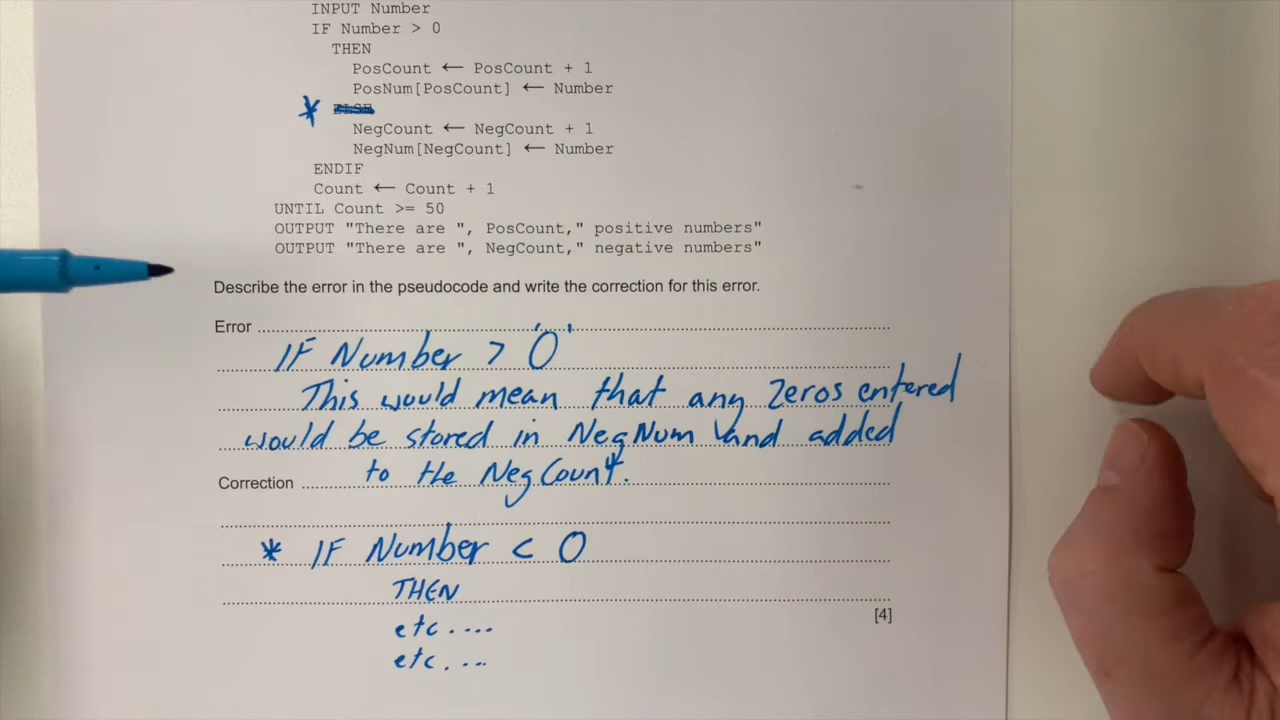 INPUT Number
IF Number > 0
THEN
PosCount ← PosCount + 1
PosNum[PosCount] ← Number
* ELSE
NegCount ← NegCount + 1
NegNum[NegCount] ← Number
ENDIF
Count ← Count + 1
UNTIL Count >= 50
OUTPUT "There are ", PosCount," positive numbers"
OUTPUT "There are ", NegCount," negative numbers"
Describe the error in the pseudocode and write the correction for this error.
Error
IF Number > '0'
This would mean that any Zeros entered
would be stored in NegNum and added
to the NegCount.
Correction
* IF Number < 0
THEN
etc....
[4]
etc....